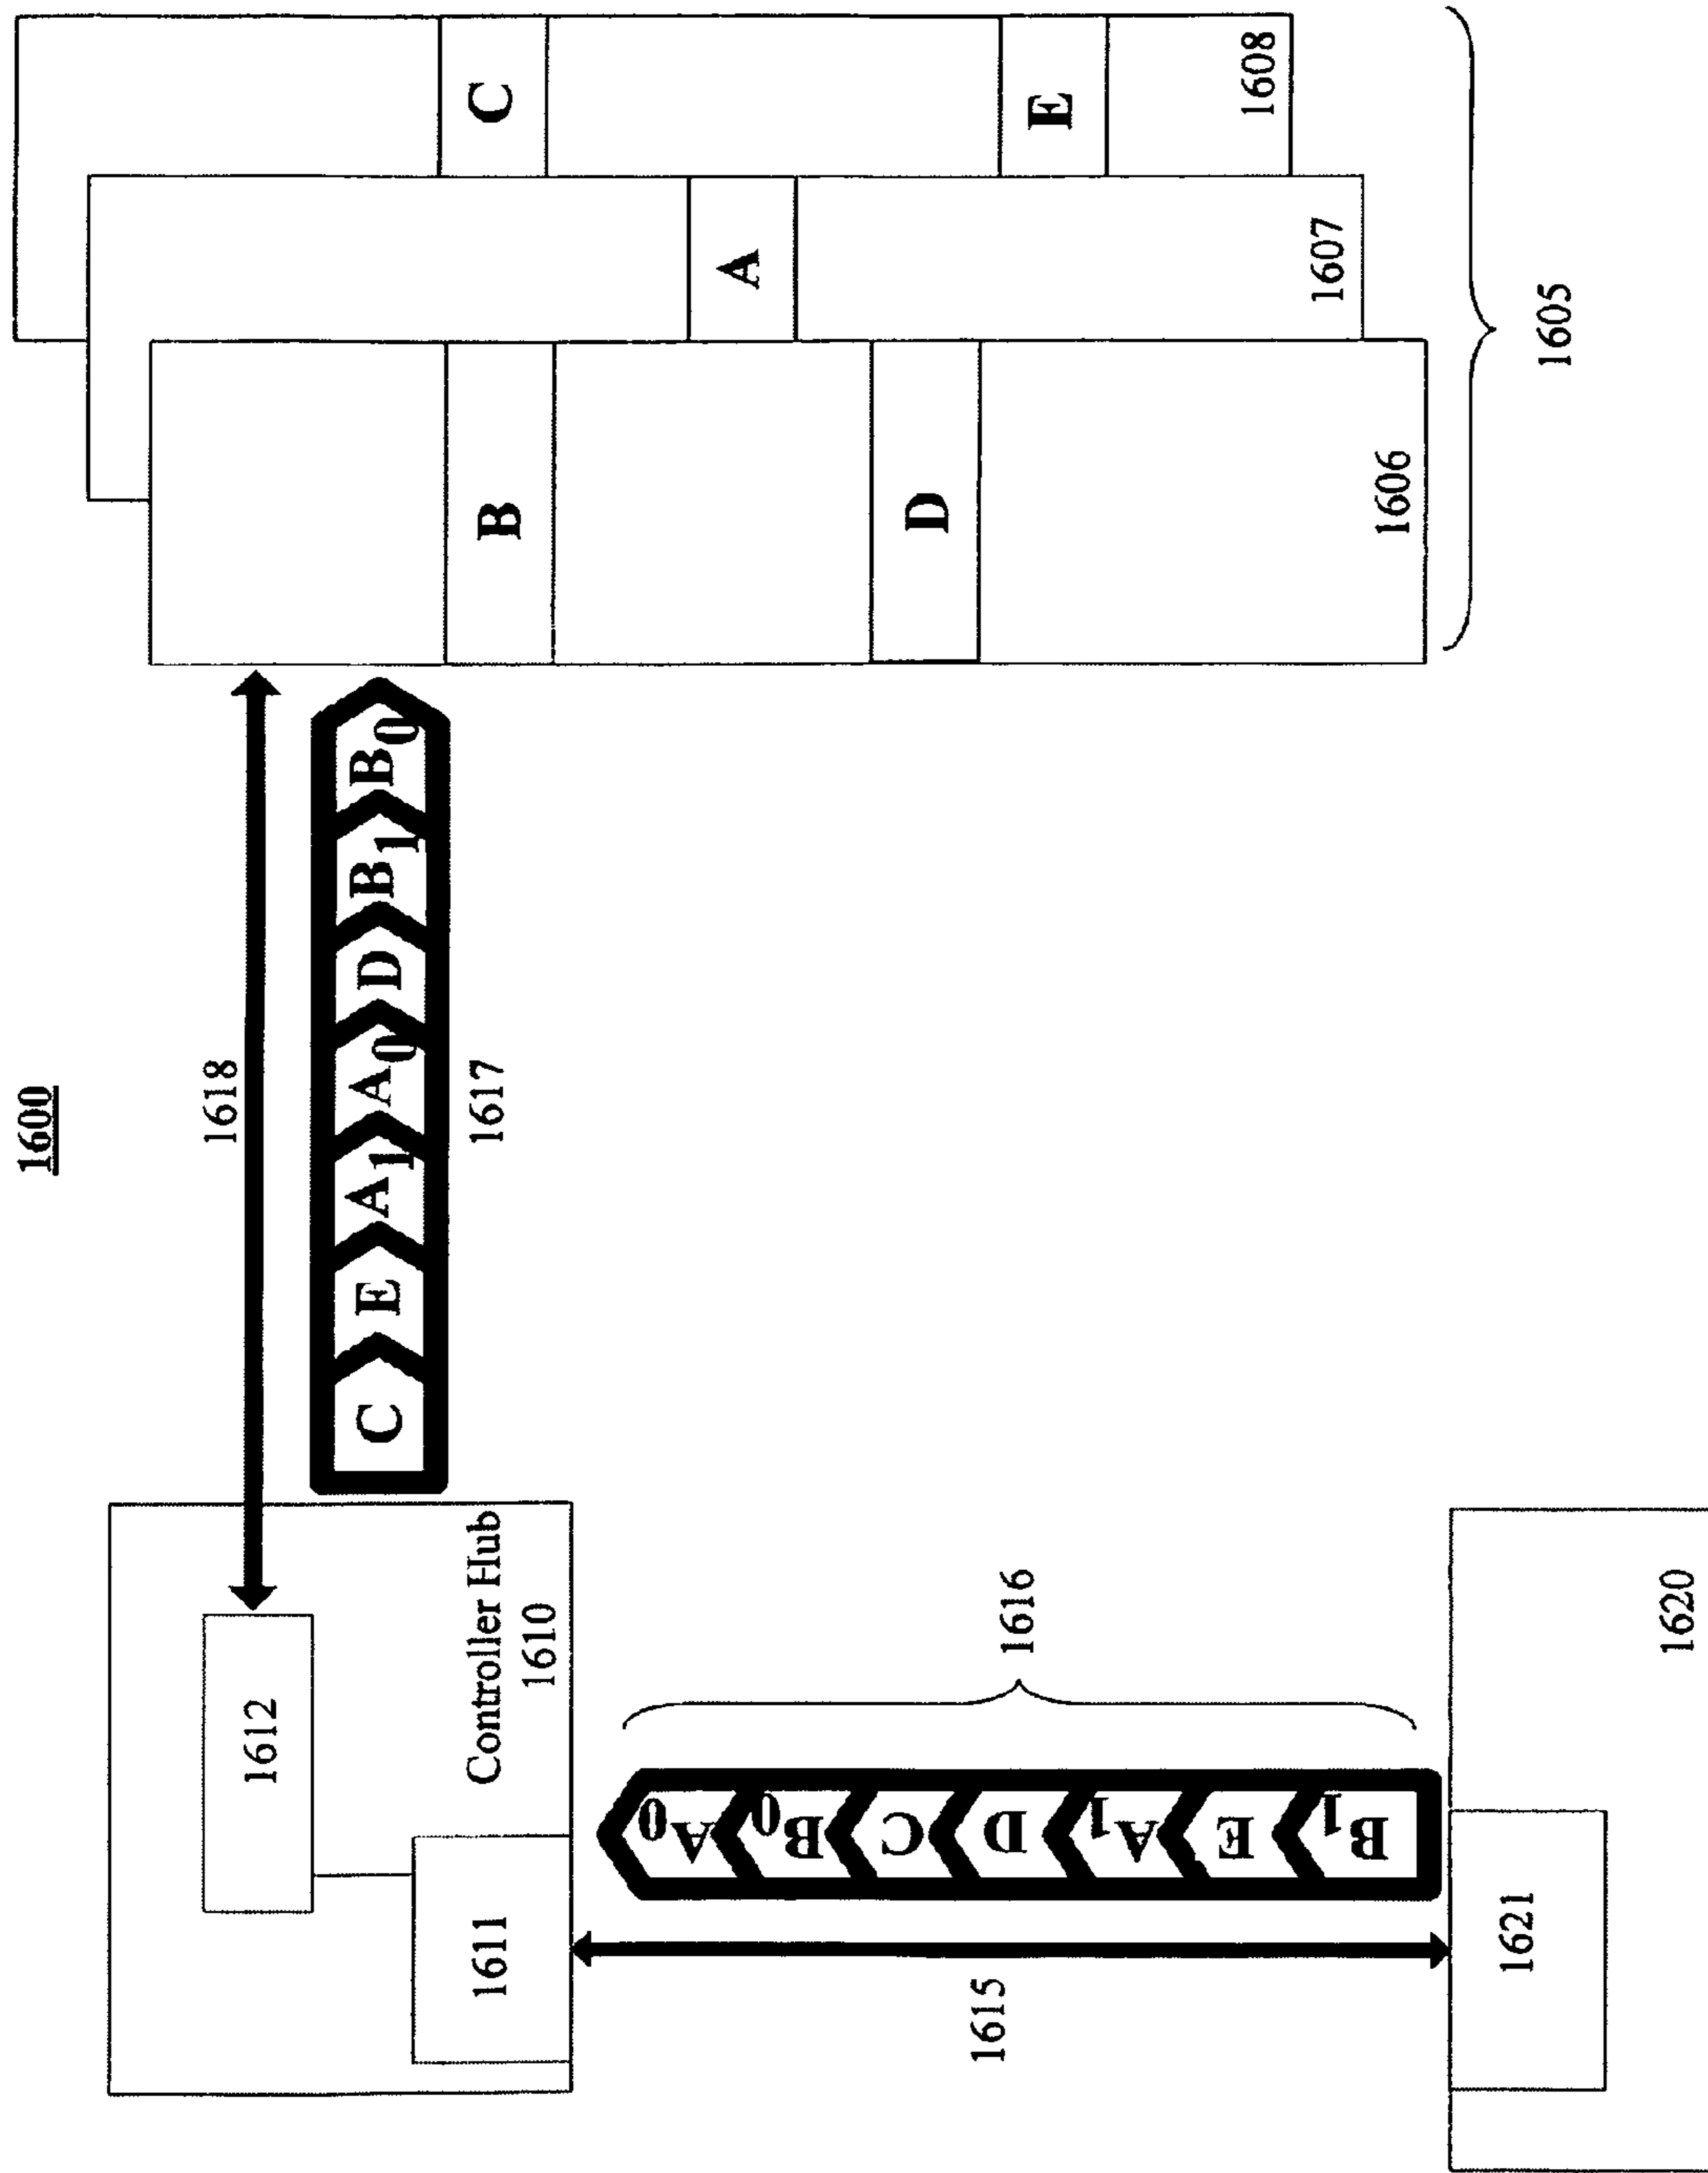 1600
1618
1612
C E A1 A0 D B1 B0
1617
Controller Hub
1610
1611
B
D
1606
A
1607
C
E
1608
1605
A0
B0
C
D
A1
E
B1
1616
1615
1621
1620